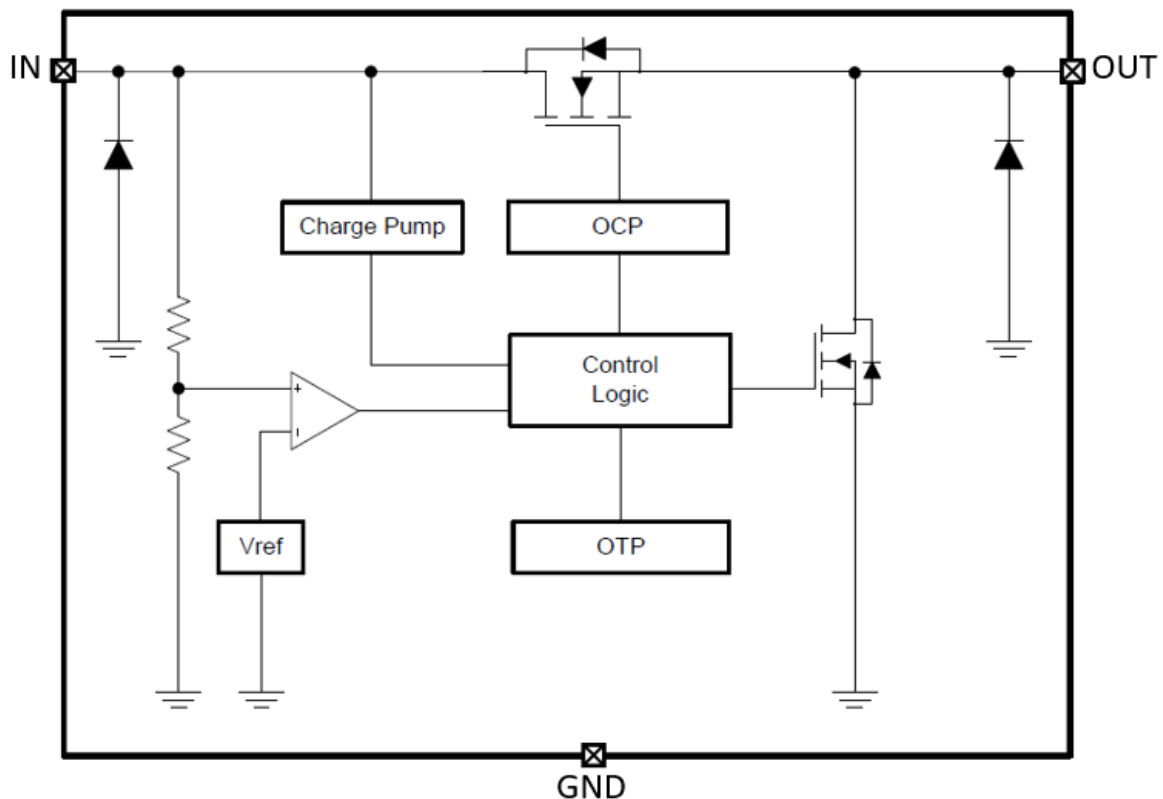 IN
OUT
Charge Pump
OCP
Control
Logic
+
Vref
OTP
GND